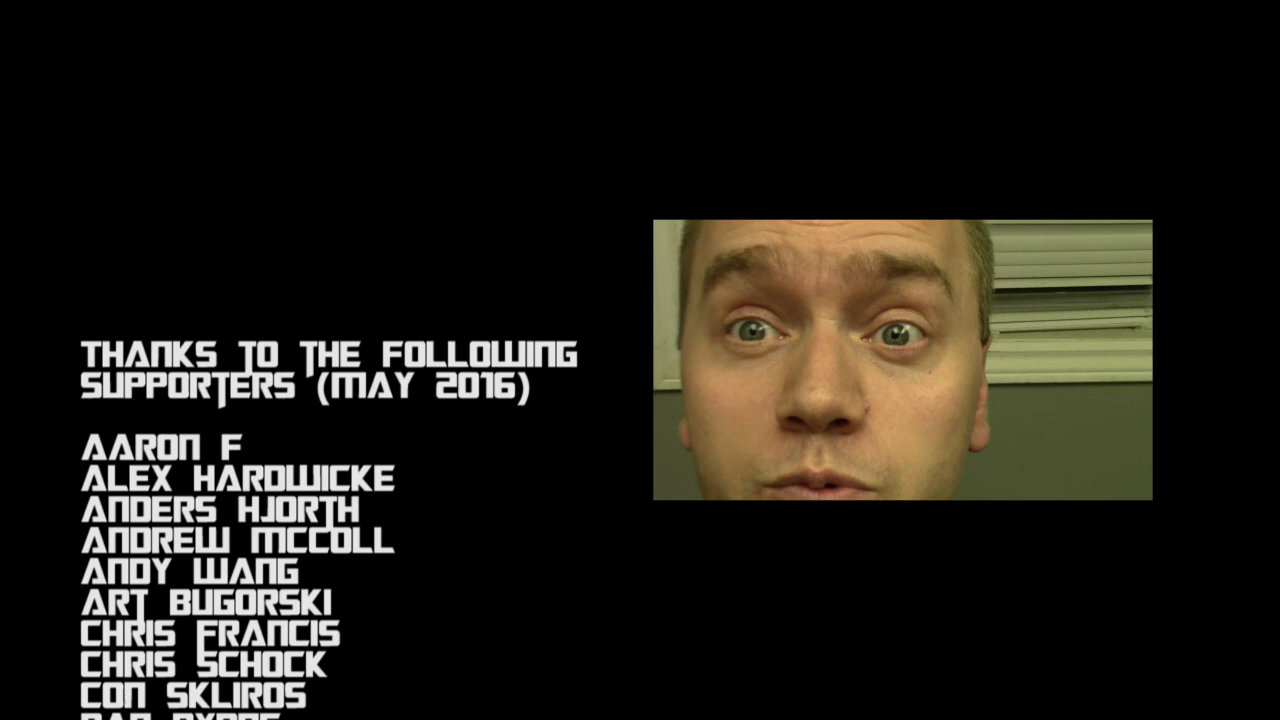 THANKS TO THE FOLLOWING
SUPPORTERS (MAY 2016)
AARON F
ALEX HARDWICKE
ANDERS HJORTH
ANDREW MCCOLL
ANDY WANG
ART BUGORSKI
CHRIS FRANCIS
CHRIS SCHOCK
CON SKLIROS